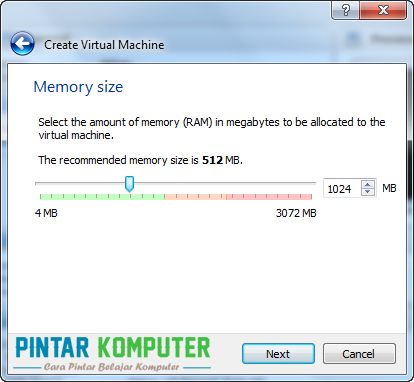 Create Virtual Machine
Memory size
Select the amount of memory (RAM) in megabytes to be allocated to the
virtual machine.
The recommended memory size is 512 MB.
1024 MB
4 MB 3072 MB
PINTAR KOMPUTER
Cara Pintar Belajar Komputer
Next Cancel